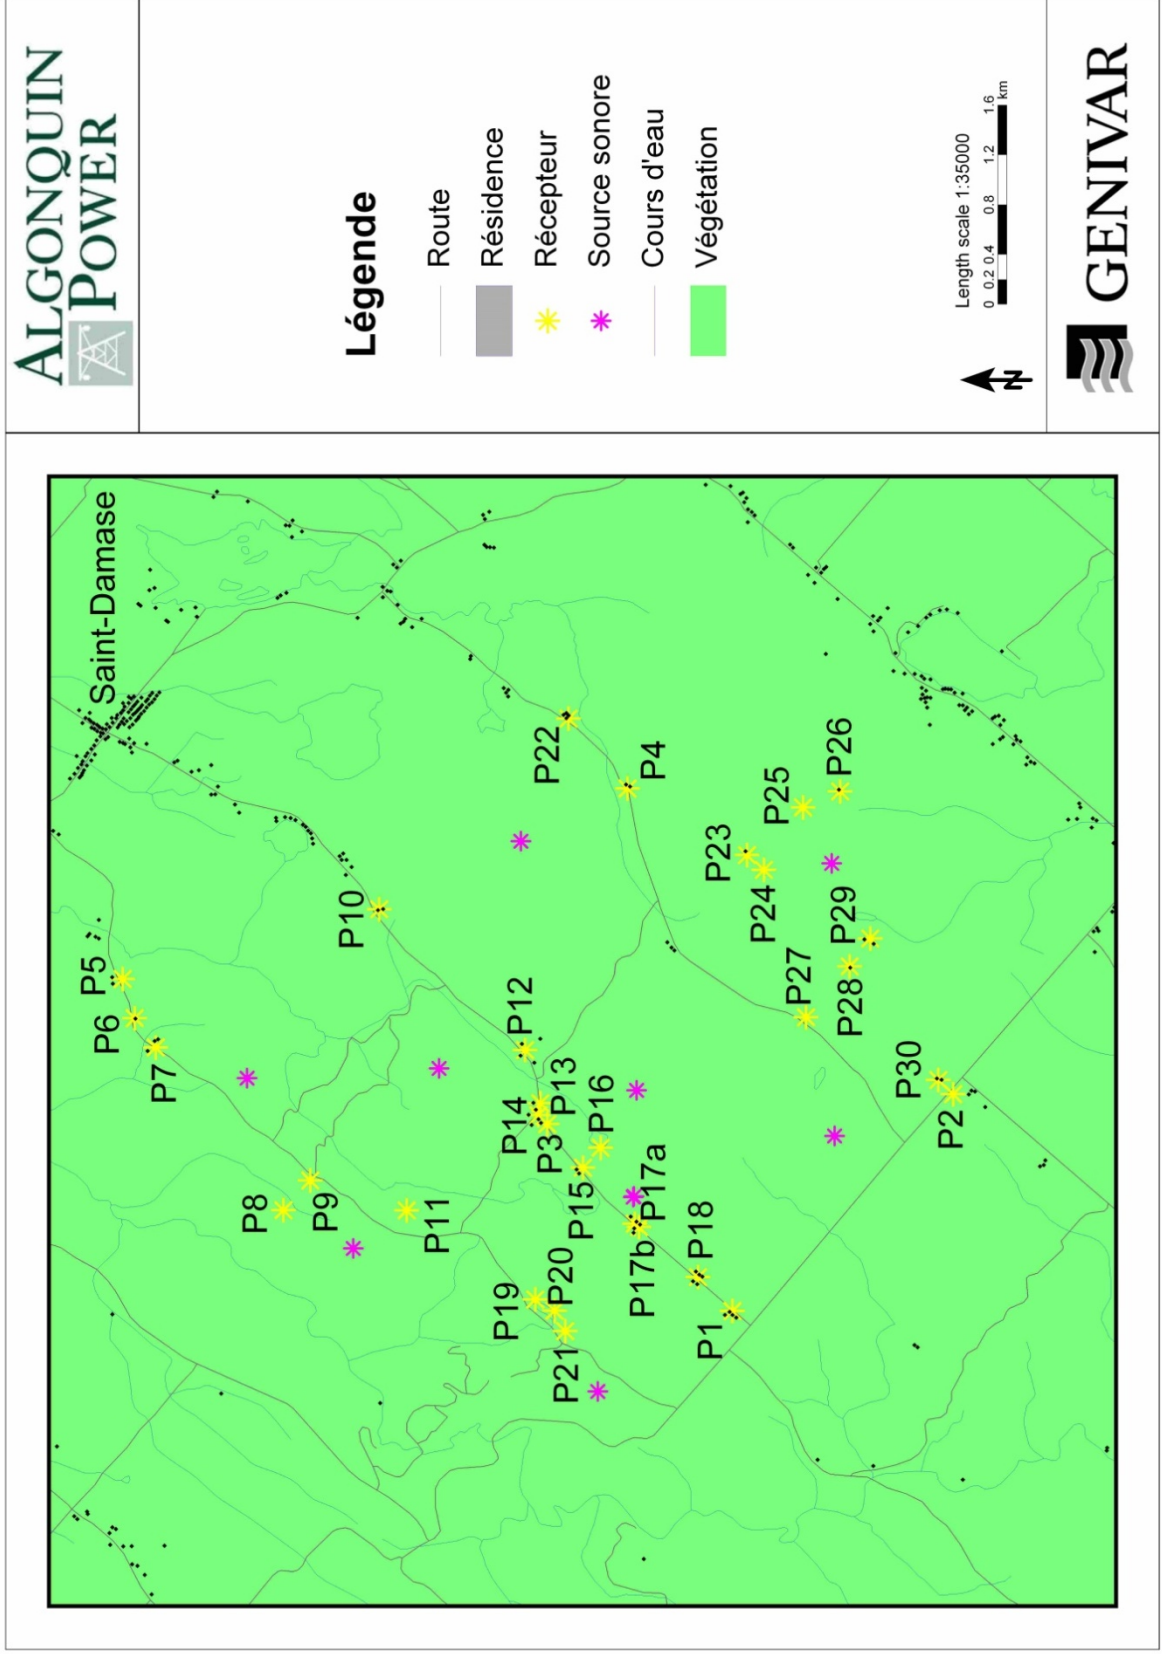 ALGONQUIN
POWER
Légende
Route
Résidence
Récepteur
Source sonore
Cours d'eau
Végétation
Length scale 1:35000
0 0.2 0.4 0.8 1.2 1.6
km
N
GENIVAR
Saint-Damase
P5
P6
P7
P10
P22
P4
P8
P9
P11
P12
P13
P14
P3
P16
P15
P17a
P17b
P18
P1
P19
P20
P21
P23
P24
P25
P26
P27
P28
P29
P30
P2